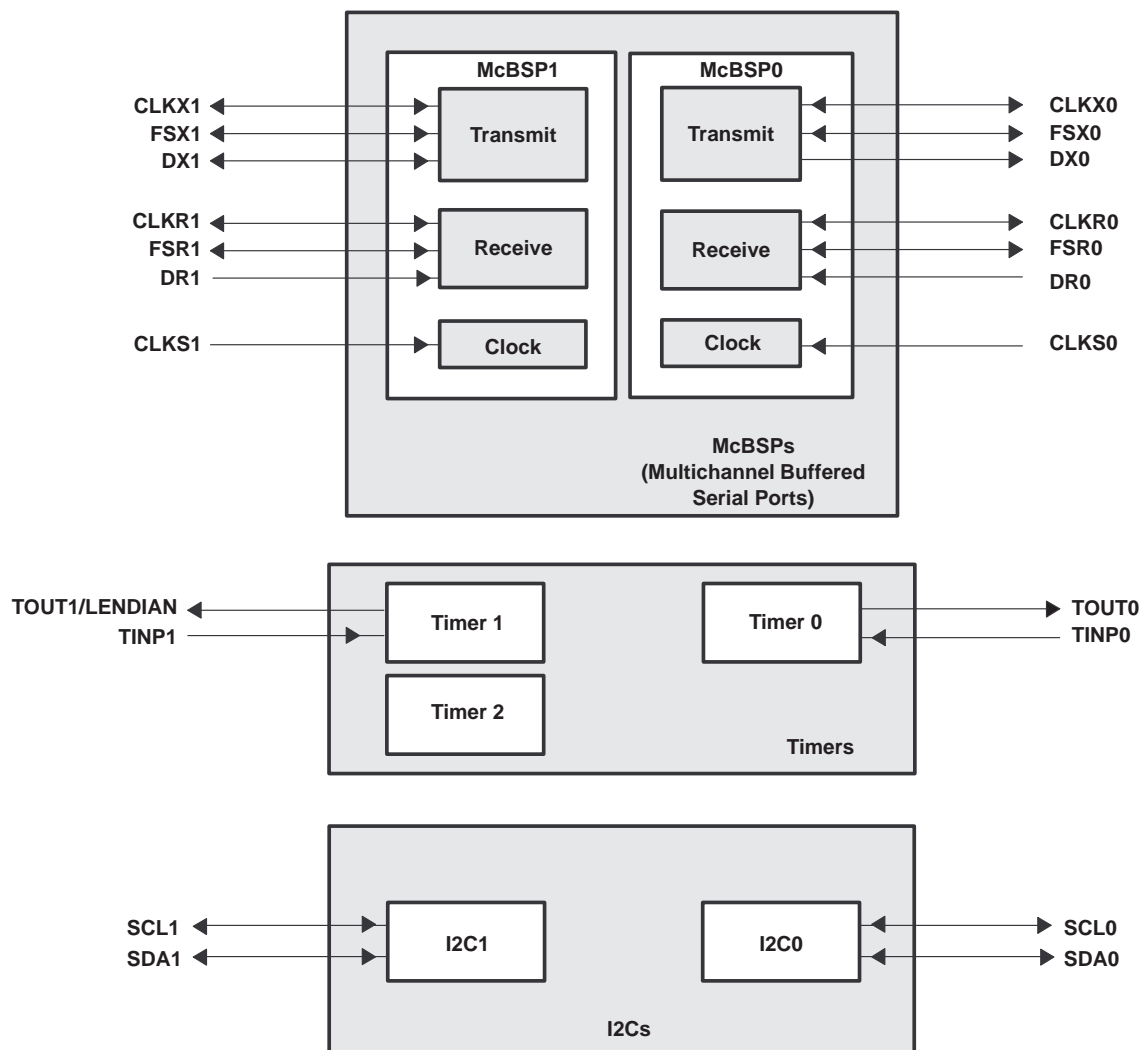 McBSP1
McBSP0
CLKX1
FSX1
DX1
Transmit
Transmit
CLKX0
FSX0
DX0
CLKR1
FSR1
DR1
Receive
Receive
CLKR0
FSR0
DR0
CLKS1
Clock
Clock
CLKS0
McBSPs
(Multichannel Buffered
Serial Ports)
TOUT1/LENDIAN
TINP1
Timer 1
Timer 0
TOUT0
TINP0
Timer 2
Timers
SCL1
SDA1
I2C1
I2C0
SCL0
SDA0
I2Cs